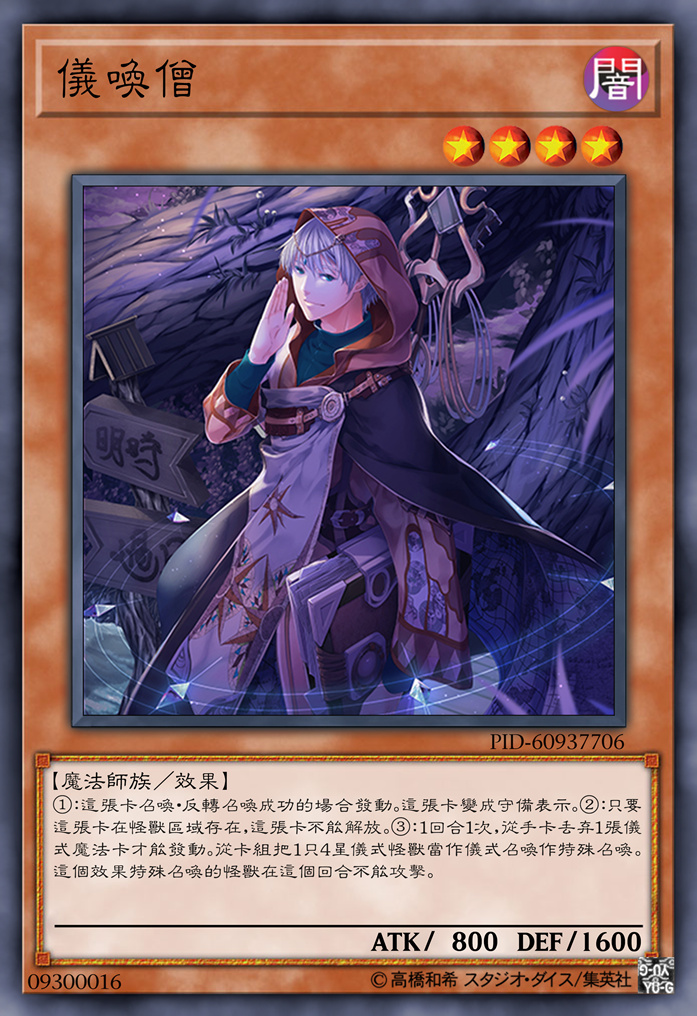 儀喚僧
闇
明時
PID-60937706
【魔法師族／效果】
①:這張卡召喚·反轉召喚成功的場合發動。這張卡變成守備表示。②:只要
這張卡在怪獸區域存在,這張卡不能解放。③:1回合1次,從手卡丟弃1張儀
式魔法卡才能發動。從卡組把1只4星儀式怪獸當作儀式召喚作特殊召喚。
這個效果特殊召喚的怪獸在這個回合不能攻擊。
ATK/ 800 DEF/1600
09300016
©高橋和希 スタジオ·ダイス/集英社